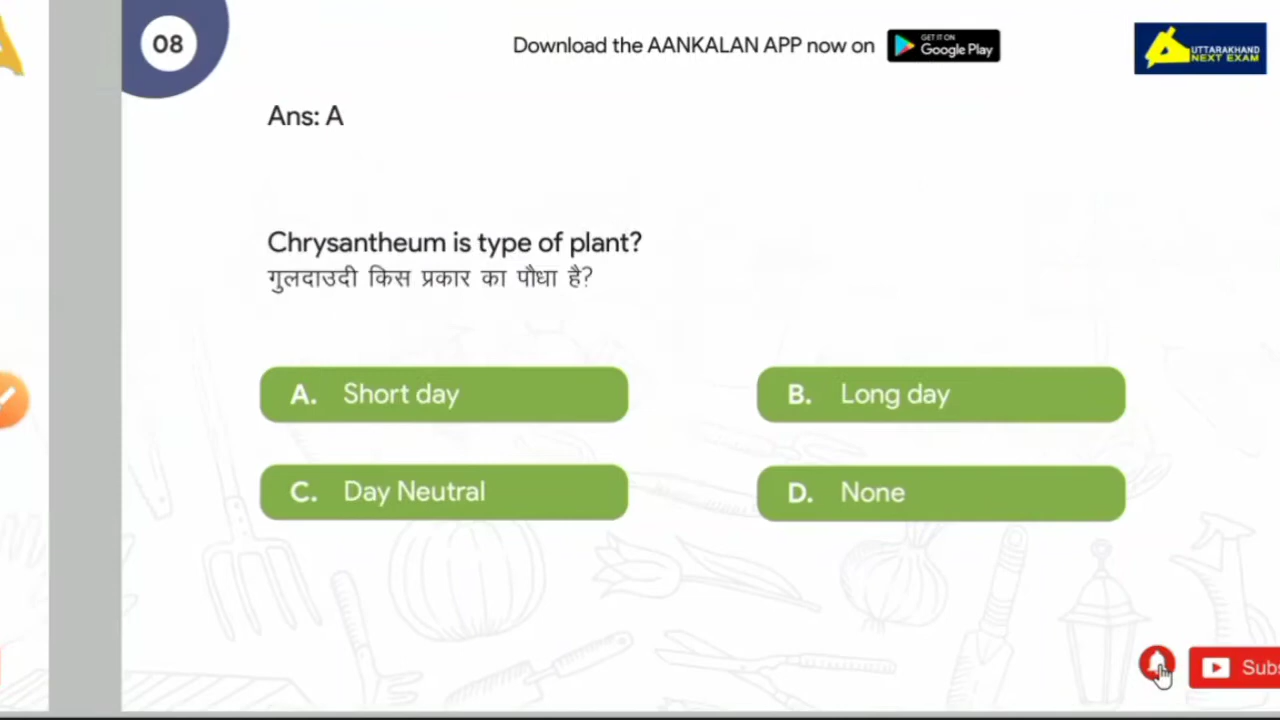 08
Download the AANKALAN APP now on
GET IT ON
Google Play
UTTARAKHAND
NEXT EXAM
Ans: A
Chrysantheum is type of plant?
गुलदाउदी किस प्रकार का पौधा है?
A. Short day
B. Long day
C. Day Neutral
D. None
Subs